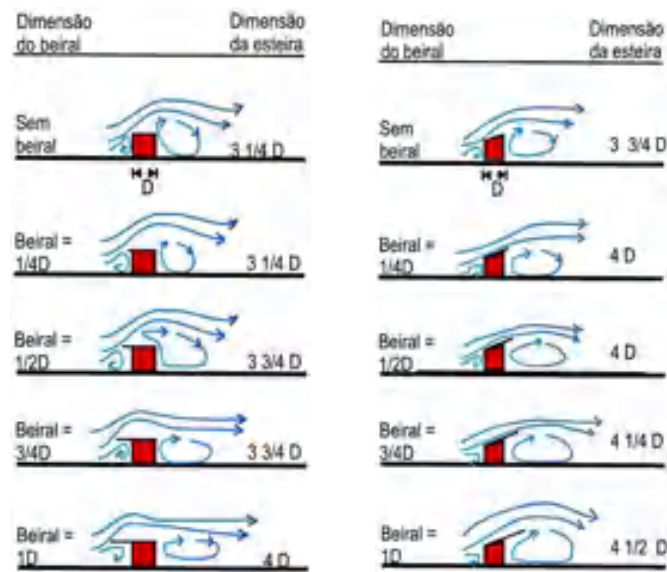 Dimensão
do beiral
Dimensão
da esteira
Sem
beiral
3 1/4 D
D
Beiral =
1/4D
3 1/4 D
Beiral =
1/2D
3 3/4 D
Beiral =
3/4D
3 3/4 D
Beiral =
1D
4 D
Dimensão
do beiral
Dimensão
da esteira
Sem
beiral
3 3/4 D
D
Beiral =
1/4D
4 D
Beiral =
1/2D
4 D
Beiral =
3/4D
4 1/4 D
Beiral =
1D
4 1/2 D